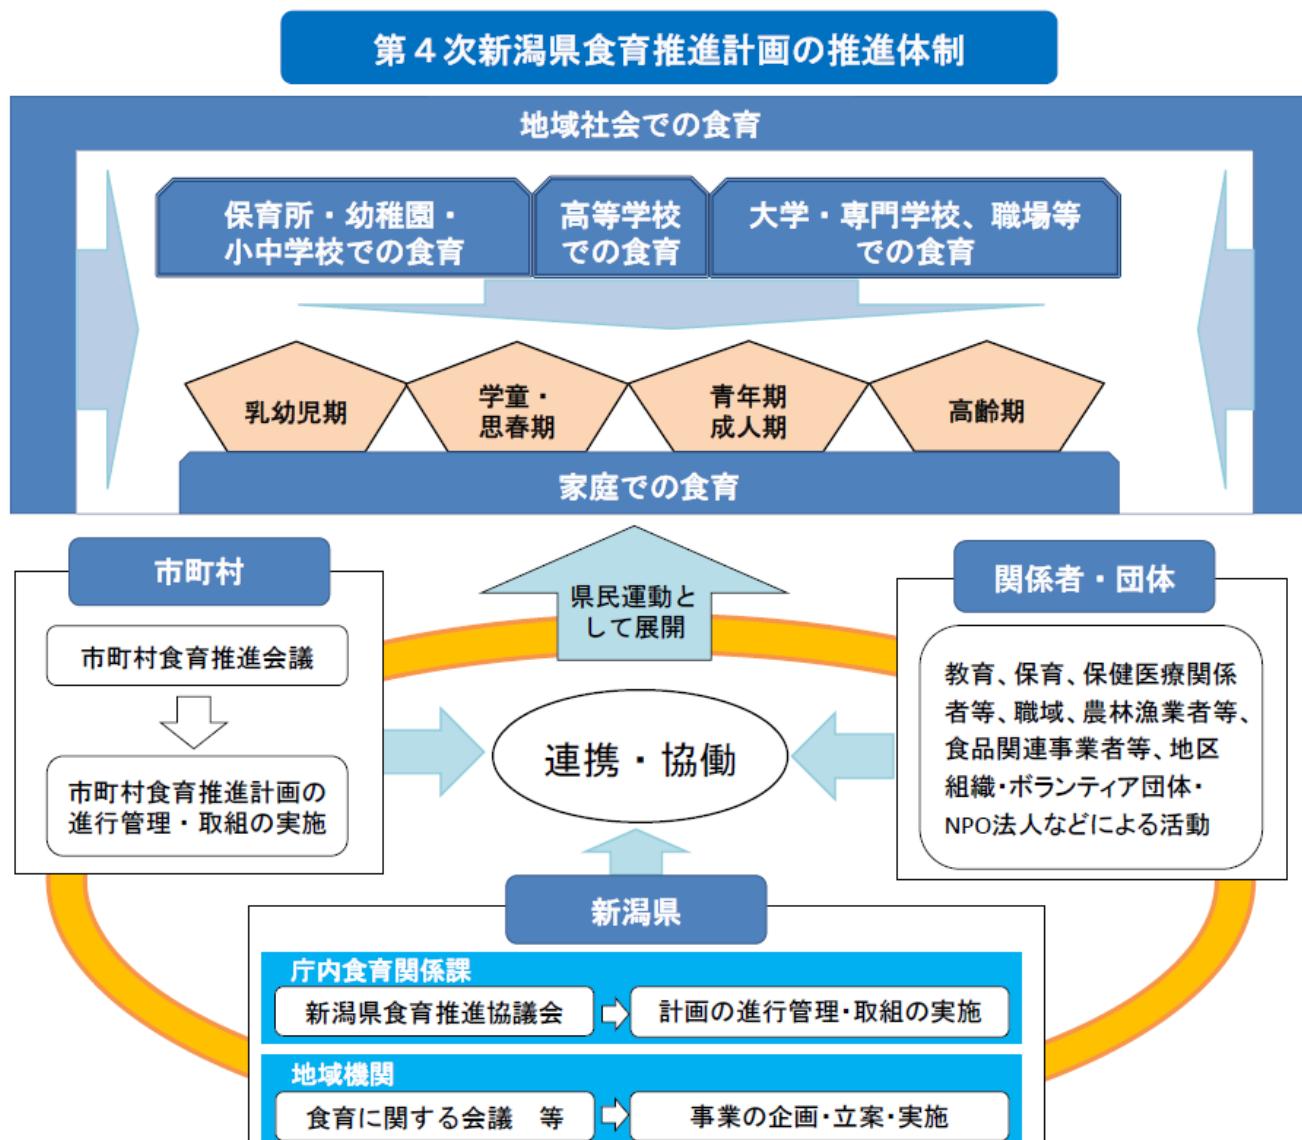 第４次新潟県食育推進計画の推進体制
地域社会での食育
保育所・幼稚園・
小中学校での食育
高等学校
での食育
大学・専門学校、職場等
での食育
乳幼児期
学童・
思春期
青年期
成人期
高齢期
家庭での食育
県民運動と
して展開
市町村
市町村食育推進会議
市町村食育推進計画の
進行管理・取組の実施
連携・協働
関係者・団体
教育、保育、保健医療関係
者等、職域、農林漁業者等、
食品関連事業者等、地区
組織・ボランティア団体・
NPO法人などによる活動
新潟県
庁内食育関係課
新潟県食育推進協議会
計画の進行管理・取組の実施
地域機関
食育に関する会議　等
事業の企画・立案・実施